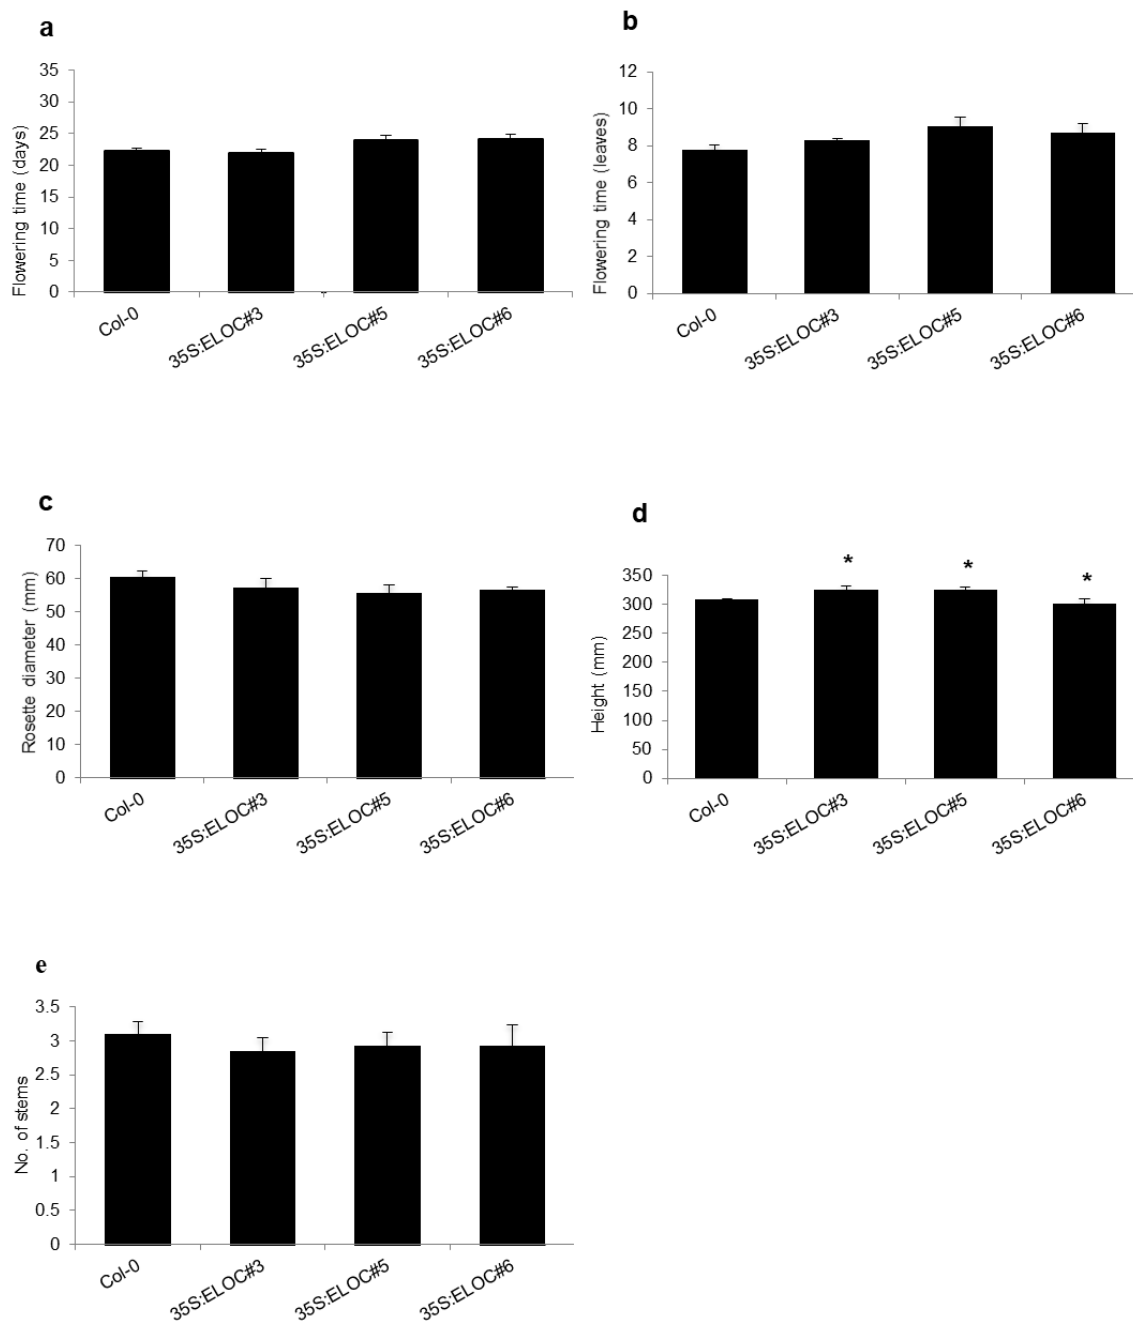 a
35
30
25
20
15
10
5
0
Flowering time (days)
Col-0
35S:ELOC#3
35S:ELOC#5
35S:ELOC#6
b
12
10
8
6
4
2
0
Flowering time (leaves)
Col-0
35S:ELOC#3
35S:ELOC#5
35S:ELOC#6
c
70
60
50
40
30
20
10
0
Rosette diameter (mm)
Col-0
35S:ELOC#3
35S:ELOC#5
35S:ELOC#6
d
* * *
350
300
250
200
150
100
50
0
Height (mm)
Col-0
35S:ELOC#3
35S:ELOC#5
35S:ELOC#6
e
3.5
3
2.5
2
1.5
1
0.5
0
No. of stems
Col-0
35S:ELOC#3
35S:ELOC#5
35S:ELOC#6